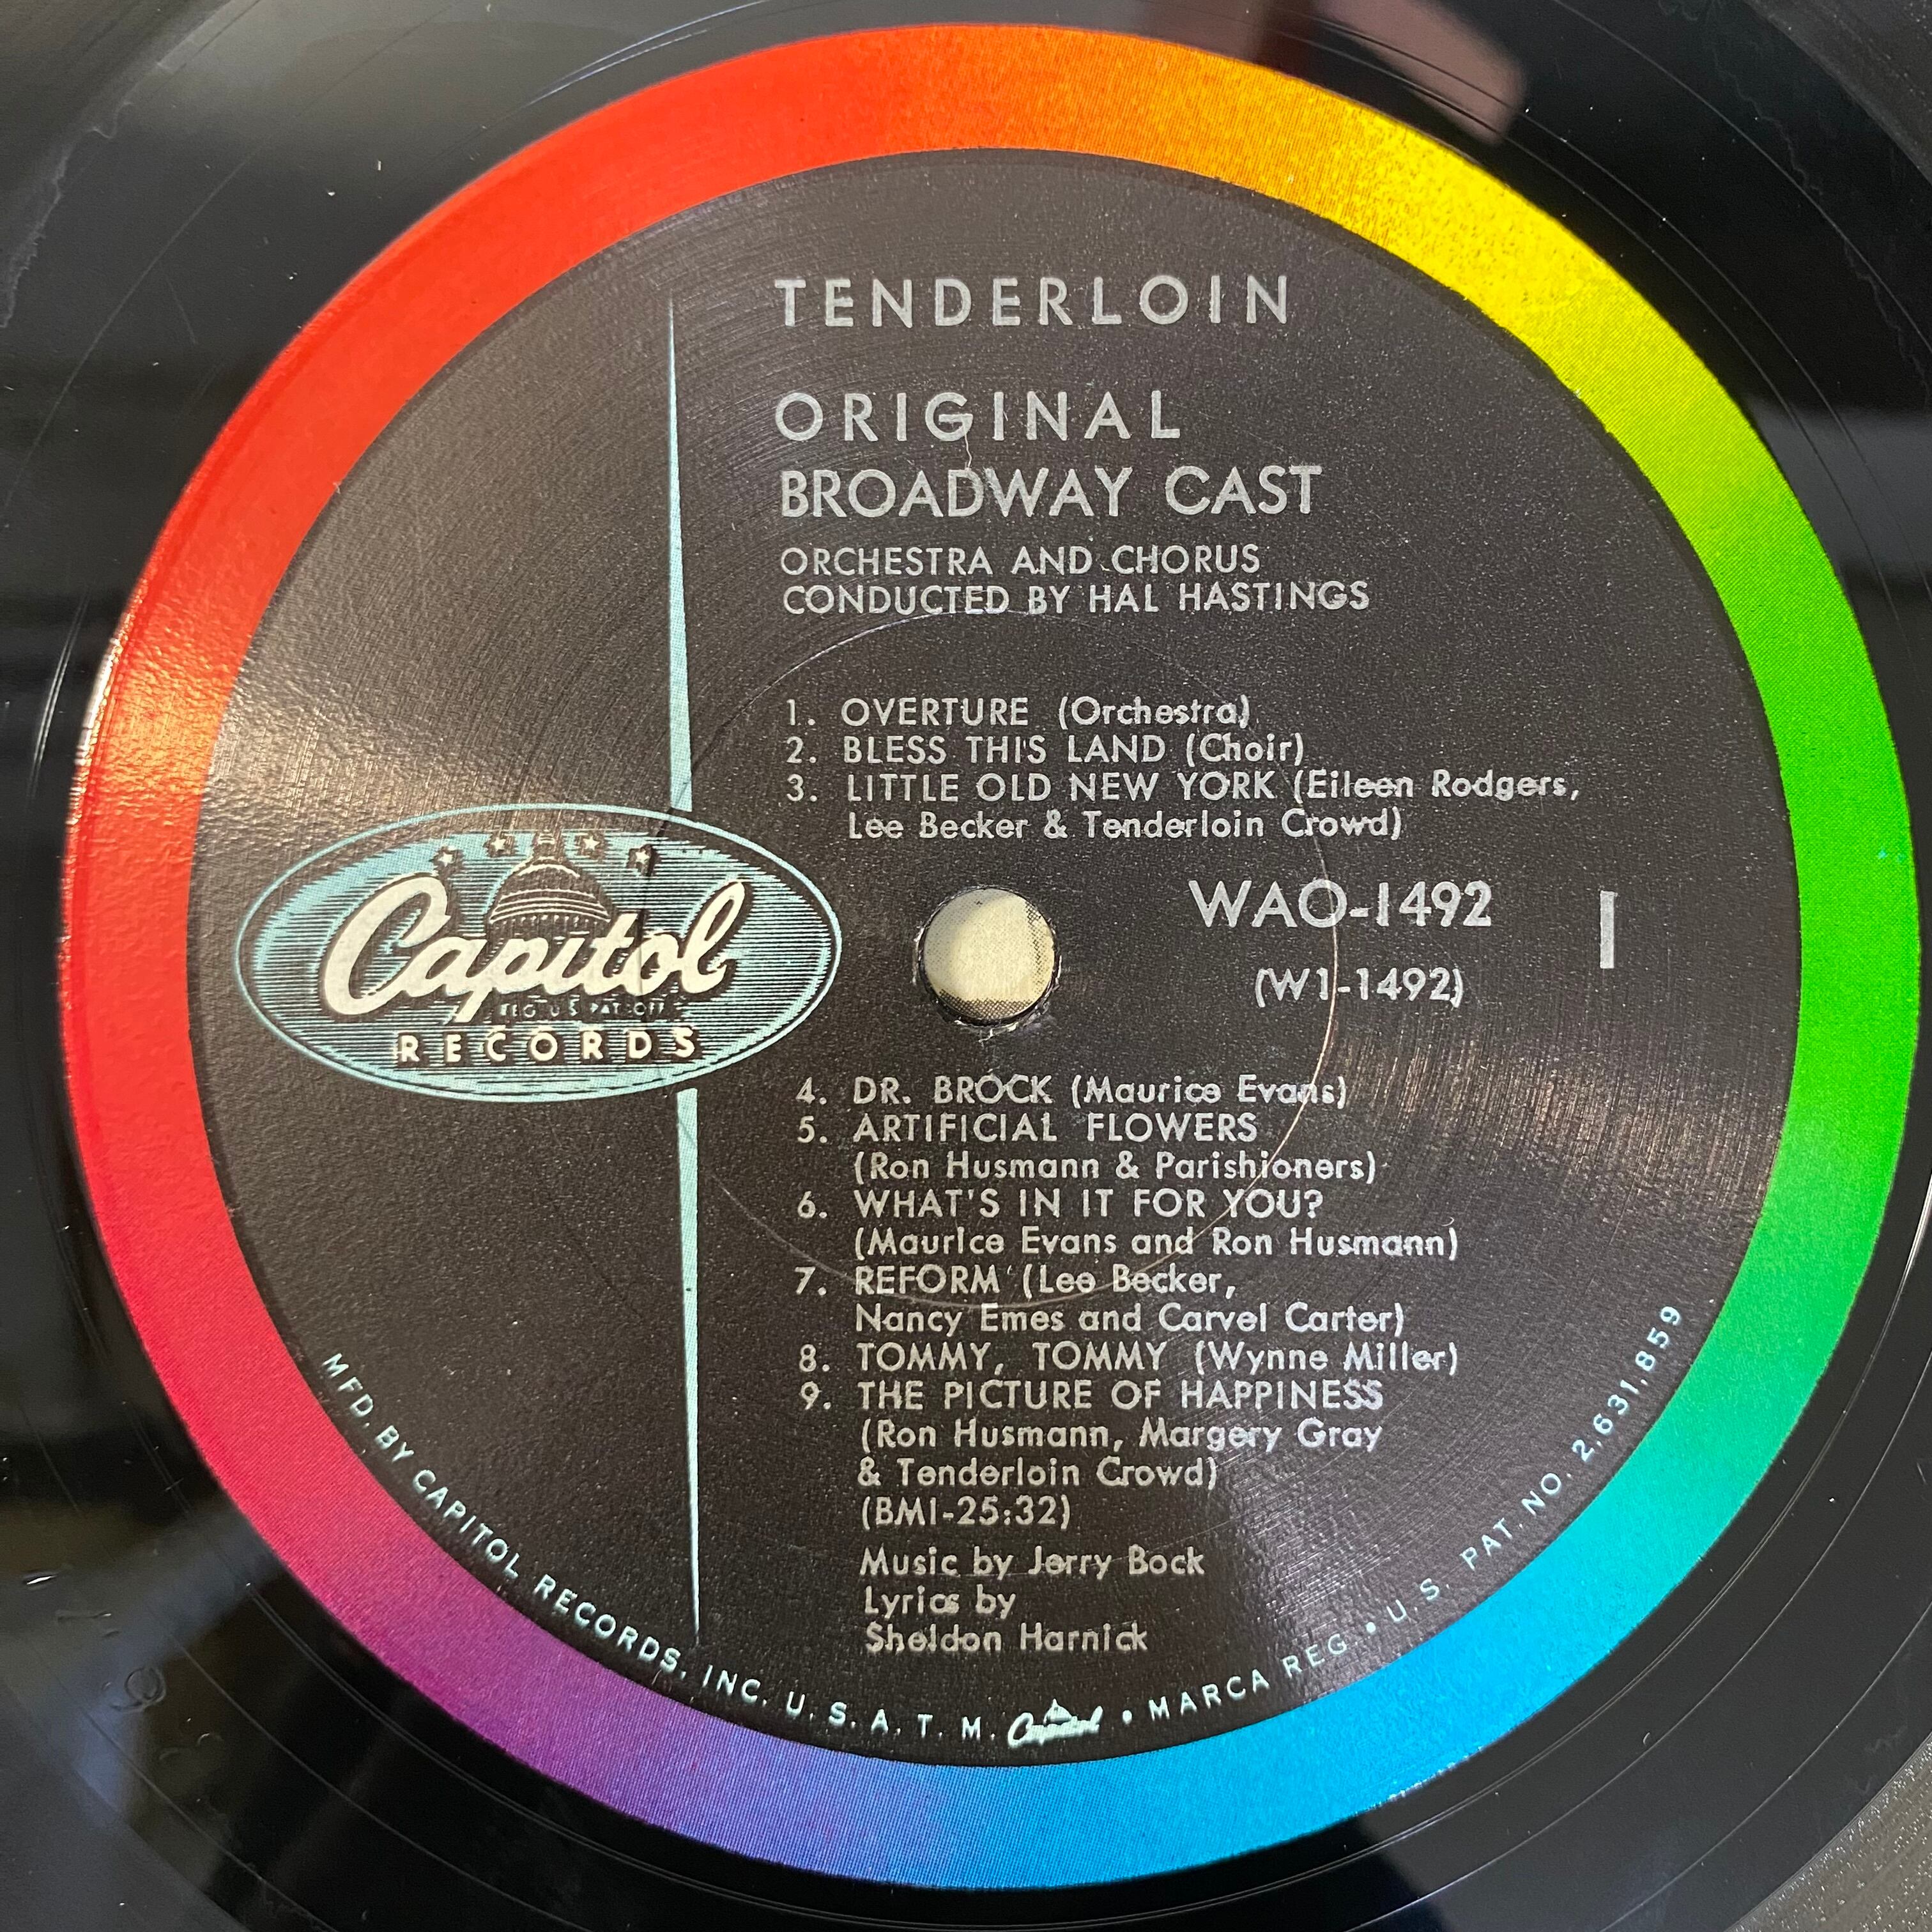 TENDERLOIN
ORIGINAL
BROADWAY CAST
ORCHESTRA AND CHORUS
CONDUCTED BY HAL HASTINGS
1. OVERTURE (Orchestra)
2. BLESS THIS LAND (Choir)
3. LITTLE OLD NEW YORK (Eileen Rodgers,
Lee Becker & Tenderloin Crowd)
Capitol
REG. U.S. PAT. OFF.
RECORDS
WAO-1492
1
(W1-1492)
4. DR. BROCK (Maurice Evans)
5. ARTIFICIAL FLOWERS
(Ron Husmann & Parishioners)
6. WHAT'S IN IT FOR YOU?
(Maurice Evans and Ron Husmann)
7. REFORM (Lee Becker,
Nancy Emes and Carvel Carter)
8. TOMMY, TOMMY (Wynne Miller)
9. THE PICTURE OF HAPPINESS
(Ron Husmann, Margery Gray
& Tenderloin Crowd)
(BMI-25:32)
Music by Jerry Bock
Lyrics by
Sheldon Harnick
MFD. BY CAPITOL RECORDS, INC. U.S.A. T.M. Capitol • MARCA REG. • U.S. PAT. NO. 2,631,859